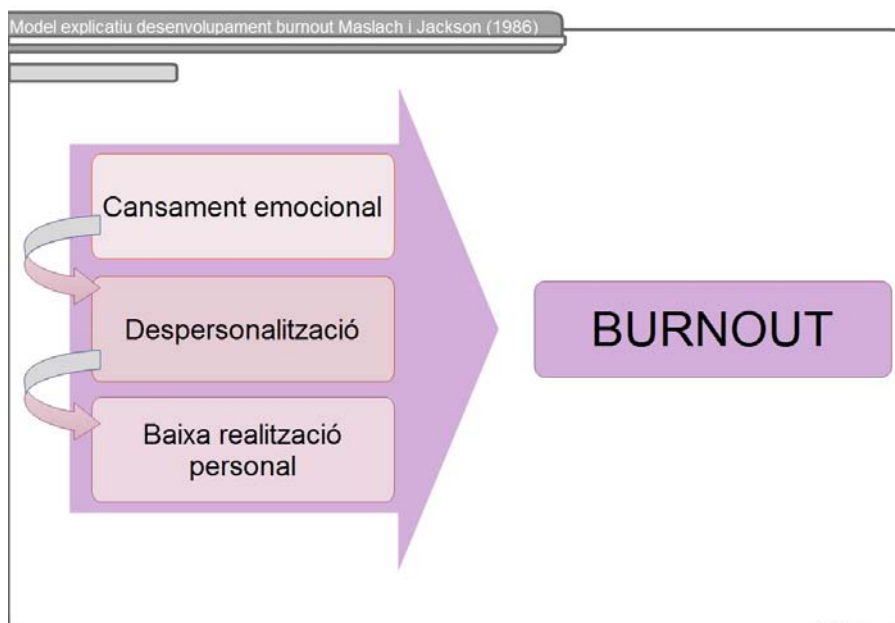 Model explicatiu desenvolupament burnout Maslach i Jackson (1986)
Cansament emocional
Despersonalització
Baixa realització
personal
BURNOUT